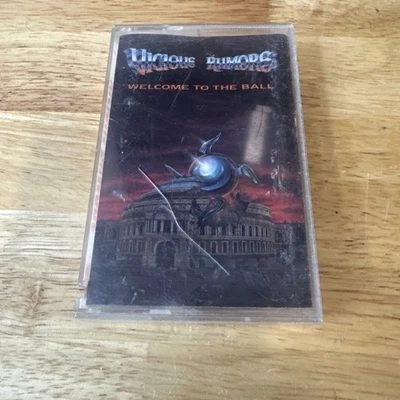 VICIOUS RUMORS
WELCOME TO THE BALL